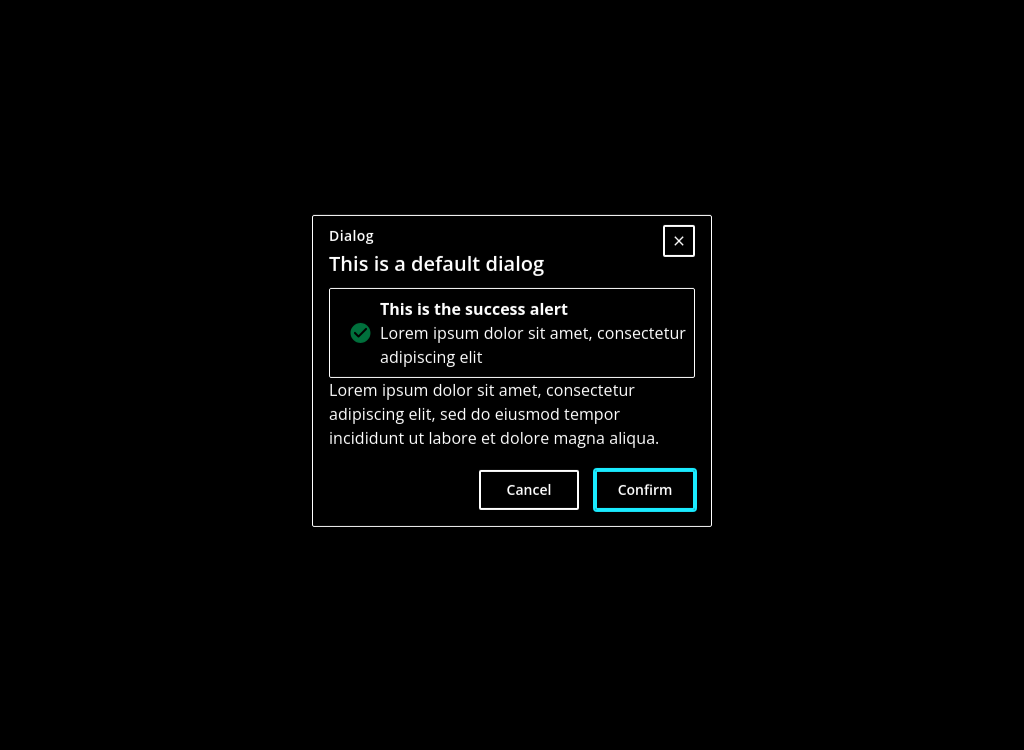 Dialog
This is a default dialog
This is the success alert
Lorem ipsum dolor sit amet, consectetur
adipiscing elit
Lorem ipsum dolor sit amet, consectetur
adipiscing elit, sed do eiusmod tempor
incididunt ut labore et dolore magna aliqua.
Cancel
Confirm